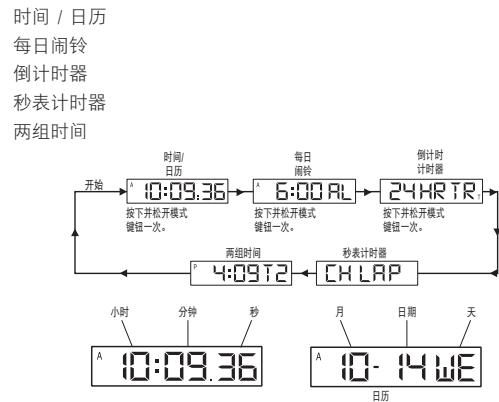 时间 / 日历
每日闹铃
倒计时器
秒表计时器
两组时间
时间/
日历
每日
闹铃
倒计时
计时器
开始
A 10:09.36
A 6:00 AL
24HR TR T
按下并松开模式
键钮一次。
按下并松开模式
键钮一次。
按下并松开模式
键钮一次。
两组时间
秒表计时器
P 4:09T2
CH LAP
小时 分钟 秒
月 日期 天
A 10:09.36
A 10- 14 WE
日历